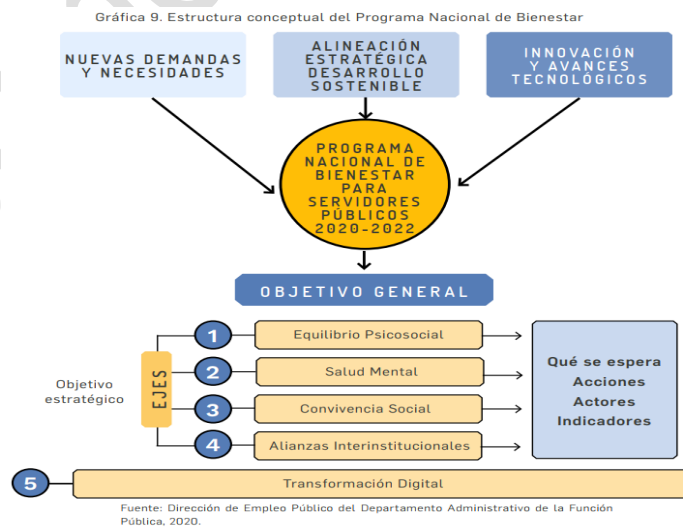 Gráfica 9. Estructura conceptual del Programa Nacional de Bienestar
NUEVAS DEMANDAS
Y NECESIDADES
ALINEACIÓN
ESTRATÉGICA
DESARROLLO
SOSTENIBLE
INNOVACIÓN
Y AVANCES
TECNOLÓGICOS
PROGRAMA
NACIONAL DE
BIENESTAR
PARA
SERVIDORES
PÚBLICOS
2020-2022
OBJETIVO GENERAL
Objetivo
estratégico
EJES
1 Equilibrio Psicosocial
2 Salud Mental
3 Convivencia Social
4 Alianzas Interinstitucionales
Qué se espera
Acciones
Actores
Indicadores
5 Transformación Digital
Fuente: Dirección de Empleo Público del Departamento Administrativo de la Función
Pública, 2020.